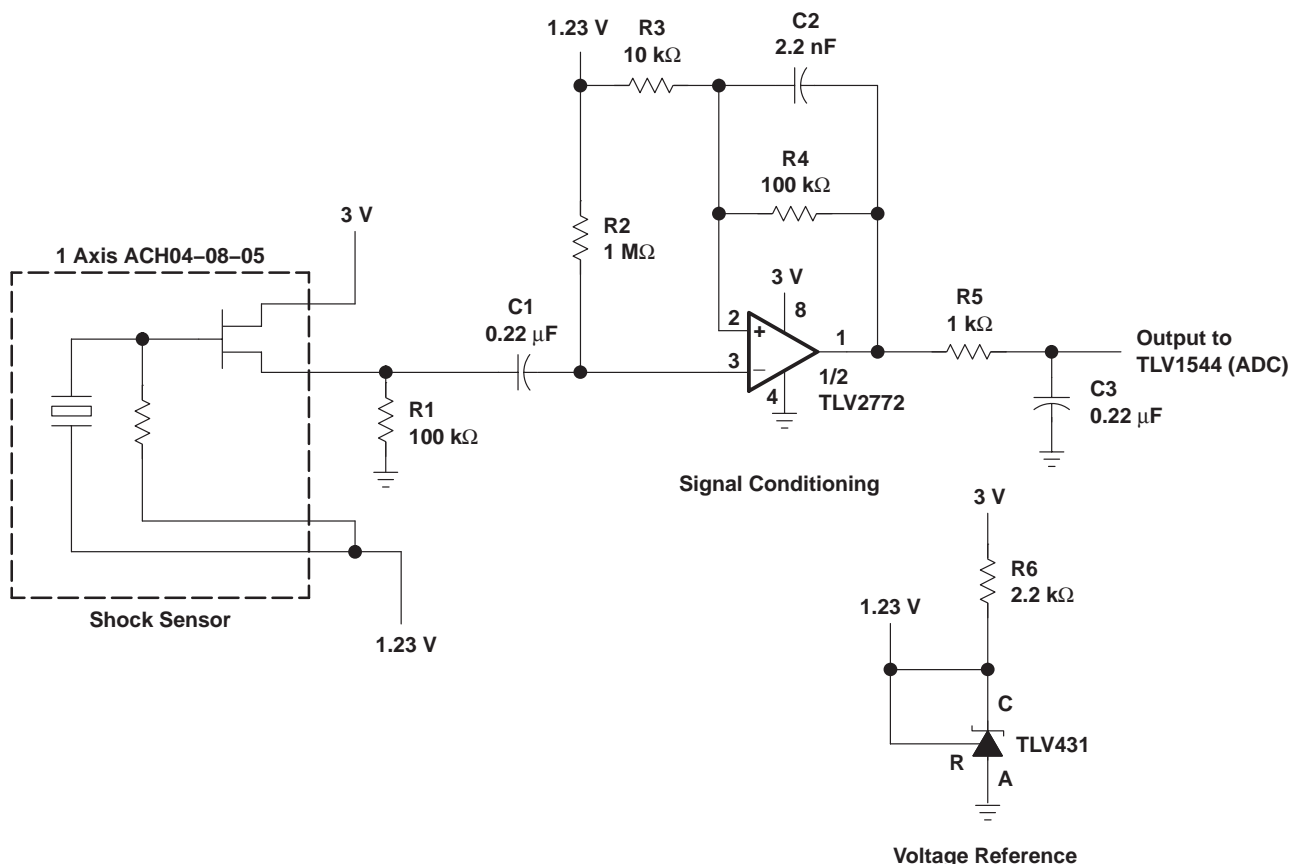 1.23 V
R3
10 kΩ
C2
2.2 nF
R4
100 kΩ
3 V
R2
1 MΩ
1 Axis ACH04–08–05
3 V
C1
0.22 μF
8
2
+
3
–
1
4
1/2
TLV2772
R5
1 kΩ
Output to
TLV1544 (ADC)
C3
0.22 μF
R1
100 kΩ
Signal Conditioning
Shock Sensor
1.23 V
3 V
R6
2.2 kΩ
1.23 V
C
TLV431
R
A
Voltage Reference